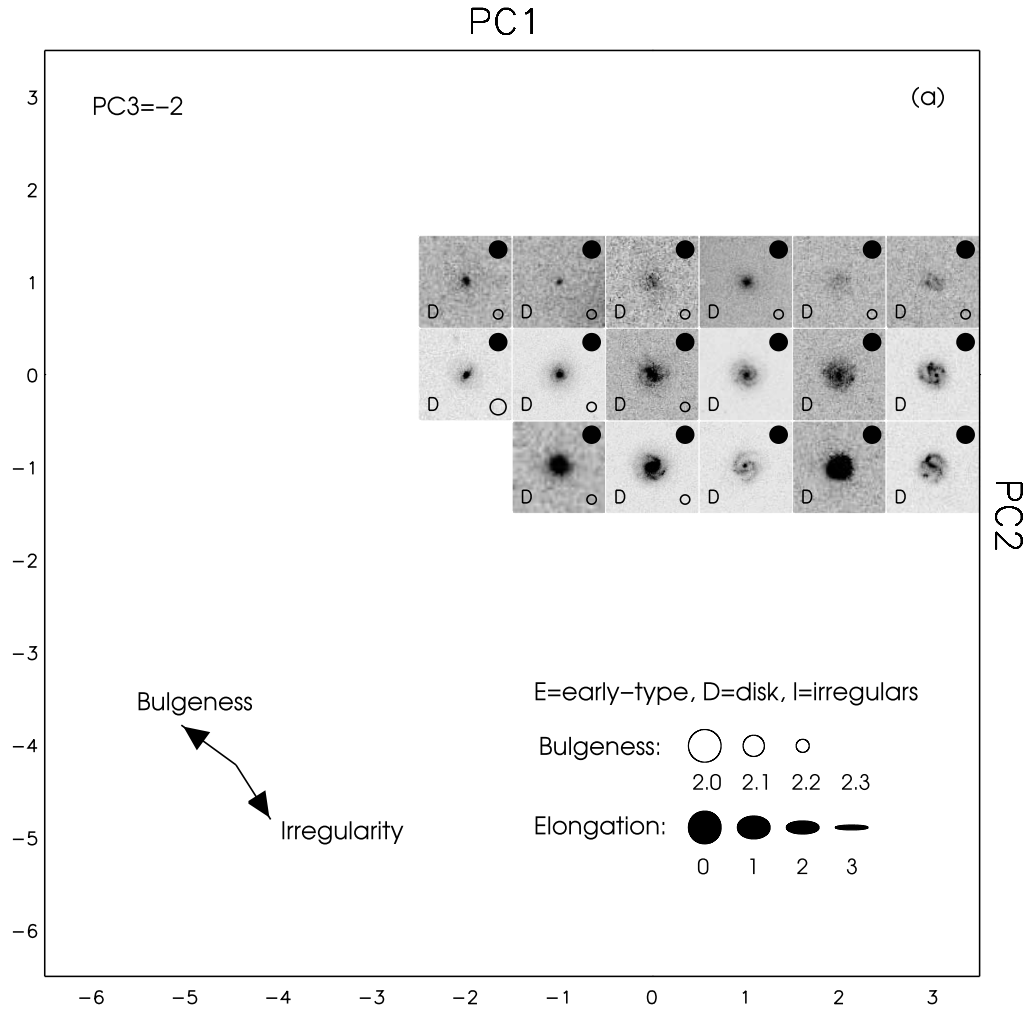 PC1
PC3=-2
(a)
3
2
1
0
-1
-2
-3
-4
-5
-6
D D D D D D
D D D D D D
D D D D D
PC2
Bulgeness
Irregularity
E=early-type, D=disk, I=irregulars
Bulgeness:
2.0 2.1 2.2 2.3
Elongation:
0 1 2 3
-6 -5 -4 -3 -2 -1 0 1 2 3